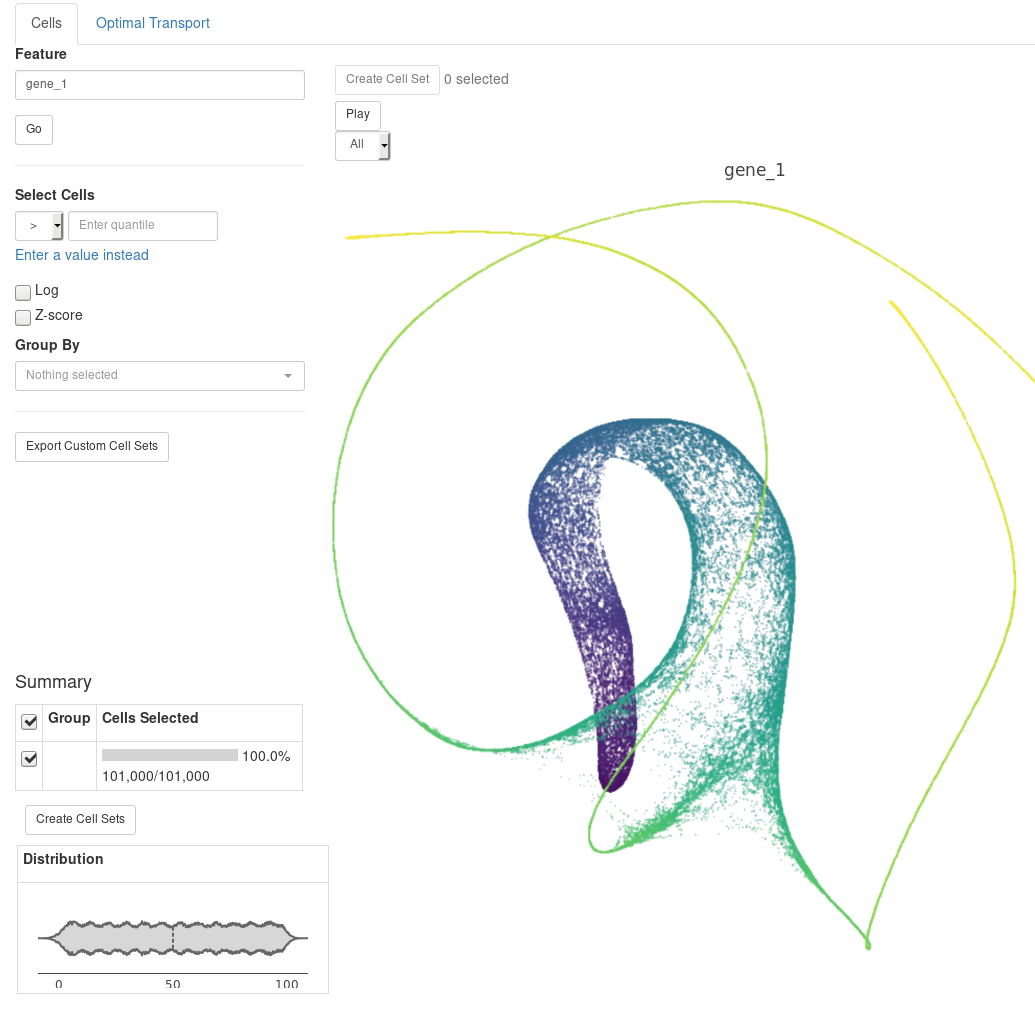 Cells Optimal Transport
Feature
gene_1
Go
Create Cell Set 0 selected
Play
All
gene_1
Select Cells
> Enter quantile
Enter a value instead
Log
Z-score
Group By
Nothing selected
Export Custom Cell Sets
Summary
Group Cells Selected
100.0%
101,000/101,000
Create Cell Sets
Distribution
0 50 100